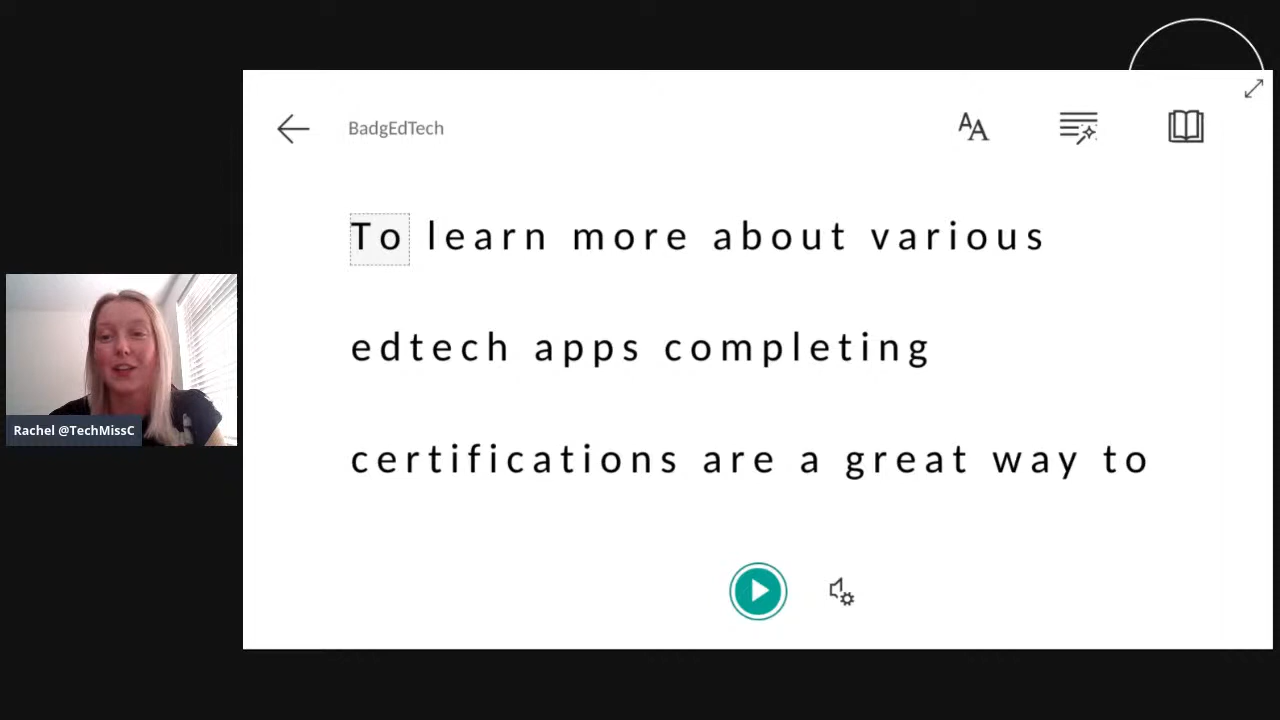 BadgEdTech
To learn more about various
edtech apps completing
certifications are a great way to
Rachel @TechMissC